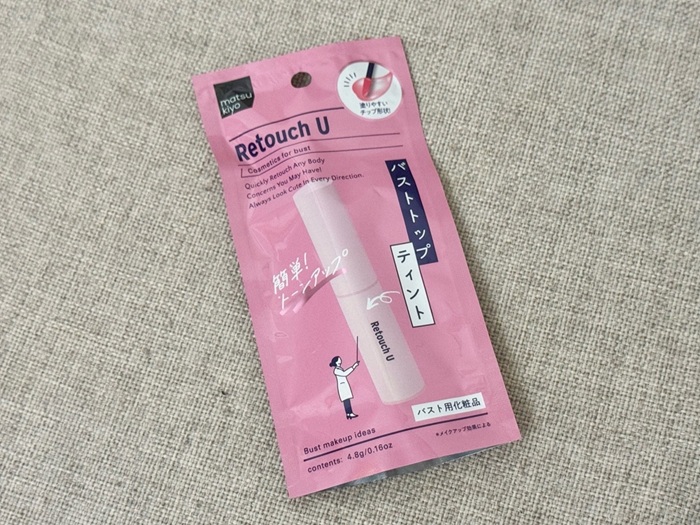 matsu
kiyo
塗りやすい
チップ形状!
Retouch U
Cosmetics for bust
Quickly Retouch Any Body
Concerns You May Have!
Always Look Cute In Every Direction.
バストトップ
ティント
簡単!
トーンアップ
Retouch U
バスト用化粧品
Bust makeup ideas
※メイクアップ効果による
contents: 4.8g/0.16oz